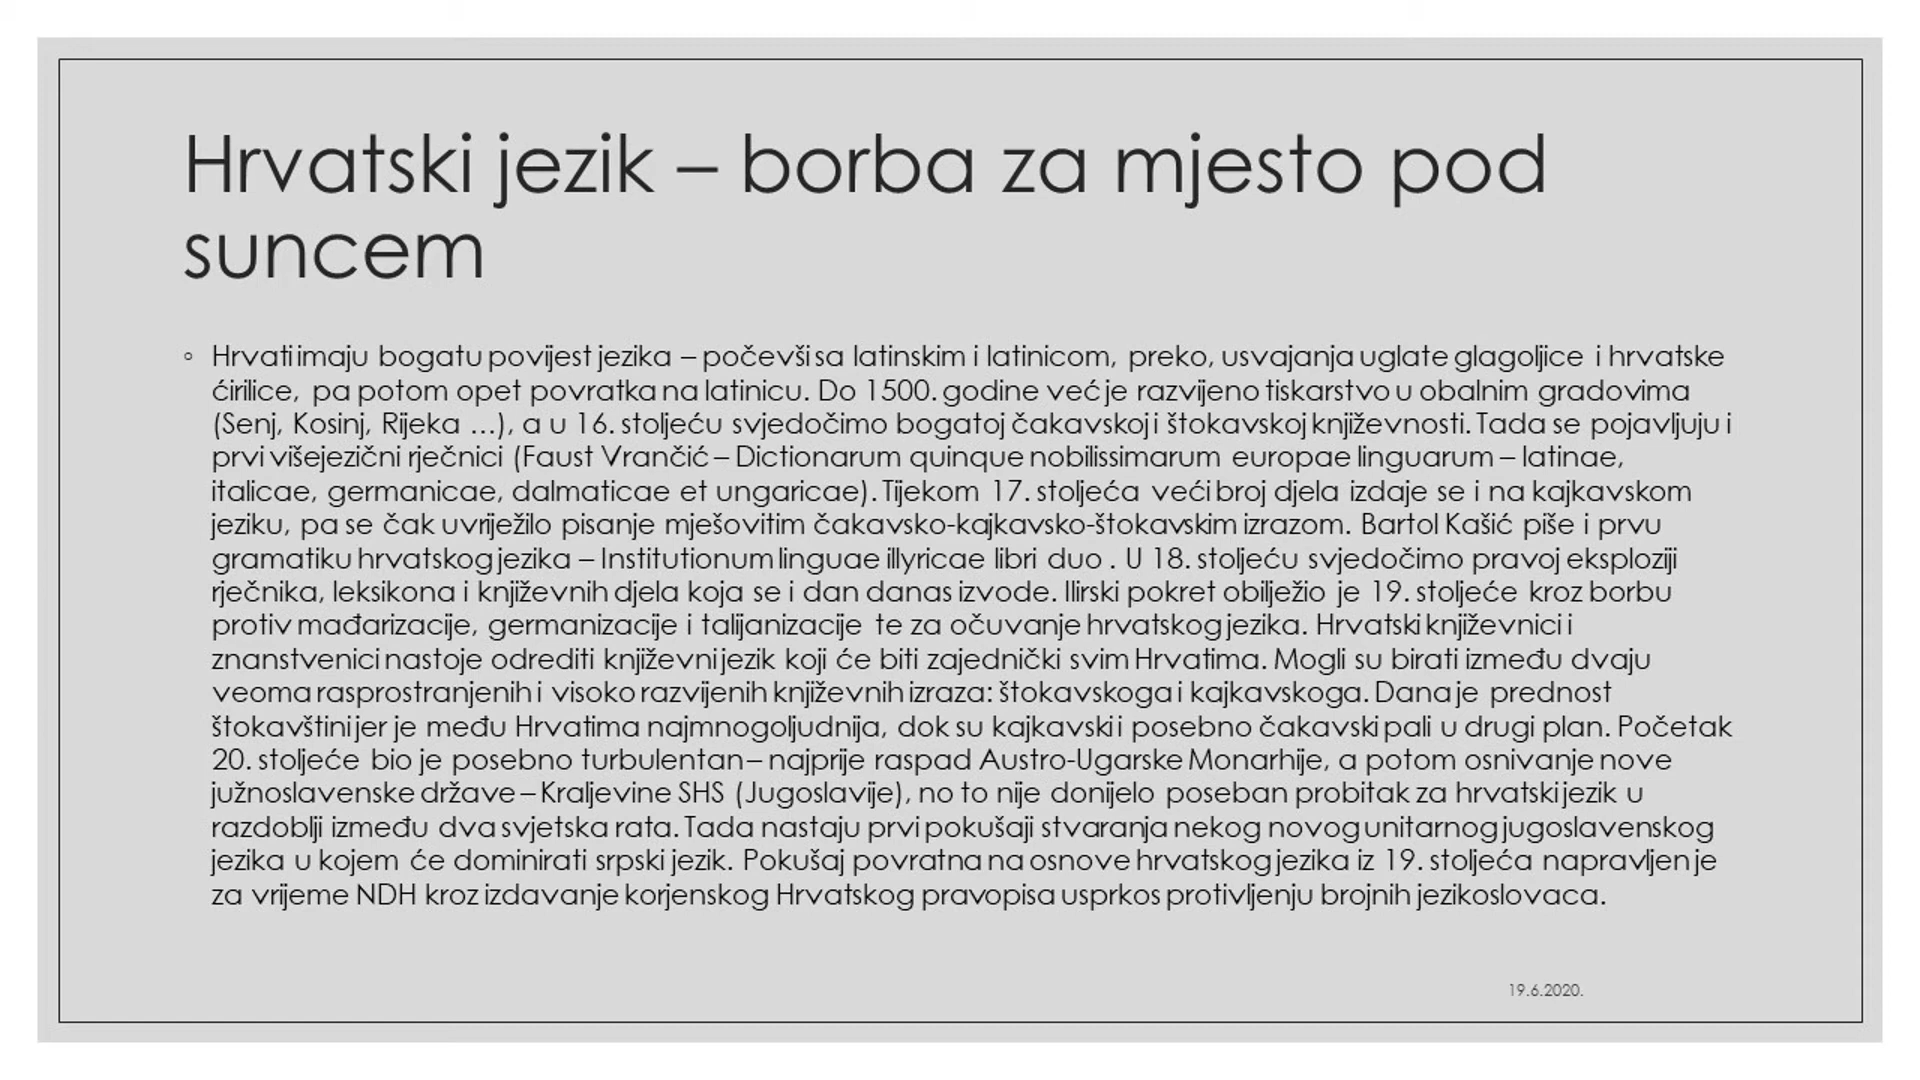 Hrvatski jezik – borba za mjesto pod
suncem
◦ Hrvati imaju bogatu povijest jezika – počevši sa latinskim i latinicom, preko, usvajanja uglate glagoljice i hrvatske
ćirilice, pa potom opet povratka na latinicu. Do 1500. godine već je razvijeno tiskarstvo u obalnim gradovima
(Senj, Kosinj, Rijeka …), a u 16. stoljeću svjedočimo bogatoj čakavskoj i štokavskoj književnosti. Tada se pojavljuju i
prvi višejezični rječnici (Faust Vrančić – Dictionarum quinque nobilissimarum europae linguarum – latinae,
italicae, germanicae, dalmaticae et ungaricae). Tijekom 17. stoljeća veći broj djela izdaje se i na kajkavskom
jeziku, pa se čak uvriježilo pisanje mješovitim čakavsko-kajkavsko-štokavskim izrazom. Bartol Kašić piše i prvu
gramatiku hrvatskog jezika – Institutionum linguae illyricae libri duo . U 18. stoljeću svjedočimo pravoj eksploziji
rječnika, leksikona i književnih djela koja se i dan danas izvode. Ilirski pokret obilježio je 19. stoljeće kroz borbu
protiv mađarizacije, germanizacije i talijanizacije te za očuvanje hrvatskog jezika. Hrvatski književnici i
znanstvenici nastoje odrediti književni jezik koji će biti zajednički svim Hrvatima. Mogli su birati između dvaju
veoma rasprostranjenih i visoko razvijenih književnih izraza: štokavskoga i kajkavskoga. Dana je prednost
štokavštini jer je među Hrvatima najmnogoljudnija, dok su kajkavski i posebno čakavski pali u drugi plan. Početak
20. stoljeće bio je posebno turbulentan – najprije raspad Austro-Ugarske Monarhije, a potom osnivanje nove
južnoslavenske države – Kraljevine SHS (Jugoslavije), no to nije donijelo poseban probitak za hrvatski jezik u
razdoblji između dva svjetska rata. Tada nastaju prvi pokušaji stvaranja nekog novog unitarnog jugoslavenskog
jezika u kojem će dominirati srpski jezik. Pokušaj povratna na osnove hrvatskog jezika iz 19. stoljeća napravljen je
za vrijeme NDH kroz izdavanje korjenskog Hrvatskog pravopisa usprkos protivljenju brojnih jezikoslovaca.
19.6.2020.